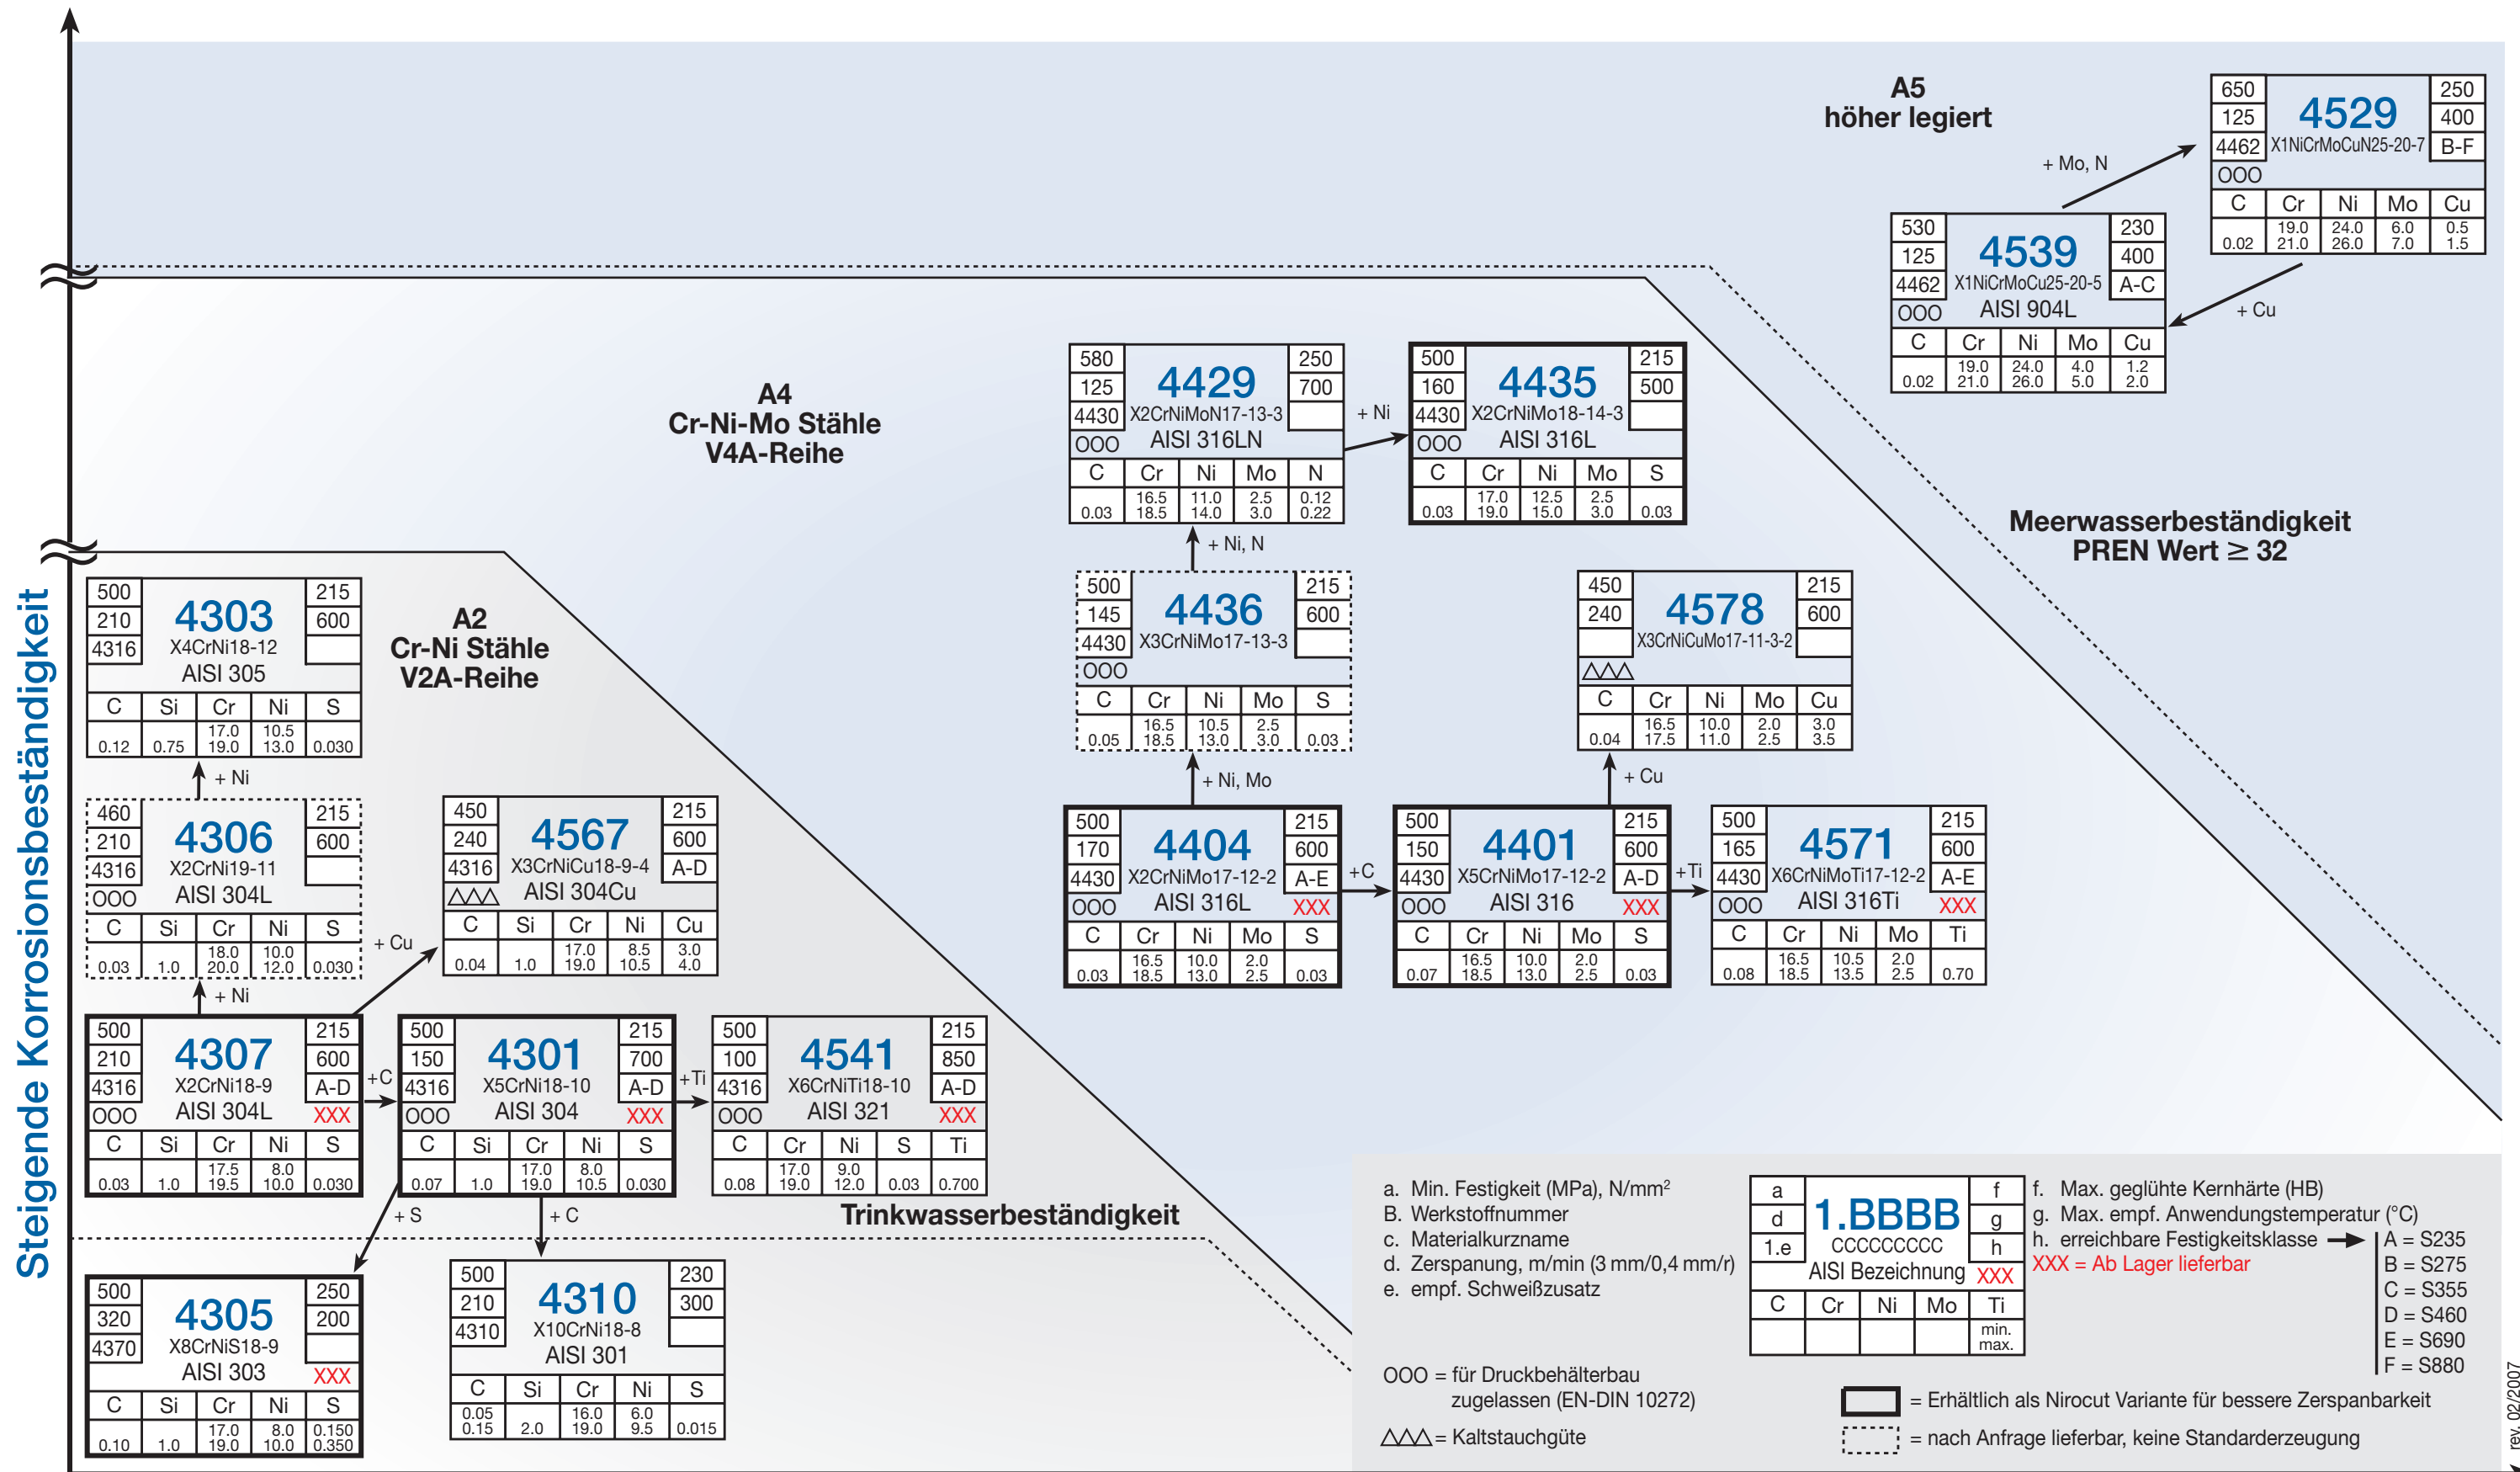 Steigende Korrosionsbeständigkeit
A5
höher legiert
650
125
4462
OOO
4529
X1NiCrMoCuN25-20-7
250
400
B-F
C Cr Ni Mo Cu
19.0 24.0 6.0 0.5
0.02 21.0 26.0 7.0 1.5
+ Mo, N
+ Cu
530
125
4462
OOO
4539
X1NiCrMoCu25-20-5
AISI 904L
230
400
A-C
C Cr Ni Mo Cu
19.0 24.0 4.0 1.2
0.02 21.0 26.0 5.0 2.0
A4
Cr-Ni-Mo Stähle
V4A-Reihe
580
125
4430
OOO
4429
X2CrNiMoN17-13-3
AISI 316LN
250
700
C Cr Ni Mo N
16.5 11.0 2.5 0.12
0.03 18.5 14.0 3.0 0.22
+ Ni
500
160
4430
OOO
4435
X2CrNiMo18-14-3
AISI 316L
215
500
C Cr Ni Mo S
17.0 12.5 2.5
0.03 19.0 15.0 3.0 0.03
Meerwasserbeständigkeit
PREN Wert ≥ 32
+ Ni, N
500
145
4430
OOO
4436
X3CrNiMo17-13-3
215
600
C Cr Ni Mo S
16.5 10.5 2.5
0.05 18.5 13.0 3.0 0.03
450
240
△△△
4578
X3CrNiCuMo17-11-3-2
215
600
C Cr Ni Mo Cu
16.5 10.0 2.0 3.0
0.04 17.5 11.0 2.5 3.5
+ Ni, Mo
+ Cu
500
170
4430
OOO
4404
X2CrNiMo17-12-2
AISI 316L
215
600
A-E
XXX
C Cr Ni Mo S
16.5 10.0 2.0
0.03 18.5 13.0 2.5 0.03
+C
500
150
4430
OOO
4401
X5CrNiMo17-12-2
AISI 316
215
600
A-D
XXX
C Cr Ni Mo S
16.5 10.0 2.0
0.07 18.5 13.0 2.5 0.03
+Ti
500
165
4430
OOO
4571
X6CrNiMoTi17-12-2
AISI 316Ti
215
600
A-E
XXX
C Cr Ni Mo Ti
16.5 10.5 2.0
0.08 18.5 13.5 2.5 0.70
A2
Cr-Ni Stähle
V2A-Reihe
500
210
4316
4303
X4CrNi18-12
AISI 305
215
600
C Si Cr Ni S
17.0 10.5
0.12 0.75 19.0 13.0 0.030
+ Ni
460
210
4316
OOO
4306
X2CrNi19-11
AISI 304L
215
600
C Si Cr Ni S
18.0 10.0
0.03 1.0 20.0 12.0 0.030
+ Ni
+ Cu
450
240
4316
△△△
4567
X3CrNiCu18-9-4
AISI 304Cu
215
600
A-D
C Si Cr Ni Cu
17.0 8.5 3.0
0.04 1.0 19.0 10.5 4.0
500
210
4316
OOO
4307
X2CrNi18-9
AISI 304L
215
600
A-D
XXX
C Si Cr Ni S
17.5 8.0
0.03 1.0 19.5 10.0 0.030
+C
500
150
4316
OOO
4301
X5CrNi18-10
AISI 304
215
700
A-D
XXX
C Si Cr Ni S
17.0 8.0
0.07 1.0 19.0 10.5 0.030
+Ti
500
100
4316
OOO
4541
X6CrNiTi18-10
AISI 321
215
850
A-D
XXX
C Cr Ni S Ti
17.0 9.0
0.08 19.0 12.0 0.03 0.700
+ S
+ C
Trinkwasserbeständigkeit
500
320
4370
4305
X8CrNiS18-9
AISI 303
250
200
XXX
C Si Cr Ni S
17.0 8.0 0.150
0.10 1.0 19.0 10.0 0.350
500
210
4310
4310
X10CrNi18-8
AISI 301
230
300
C Si Cr Ni S
0.05 16.0 6.0
0.15 2.0 19.0 9.5 0.015
a. Min. Festigkeit (MPa), N/mm²
B. Werkstoffnummer
c. Materialkurzname
d. Zerspanung, m/min (3 mm/0,4 mm/r)
e. empf. Schweißzusatz
OOO = für Druckbehälterbau
zugelassen (EN-DIN 10272)
△△△ = Kaltstauchgüte
a
d
1.e
1.BBBB
CCCCCCCCC
AISI Bezeichnung
f
g
h
XXX
C Cr Ni Mo Ti
min.
max.
f. Max. geglühte Kernhärte (HB)
g. Max. empf. Anwendungstemperatur (°C)
h. erreichbare Festigkeitsklasse
XXX = Ab Lager lieferbar
A = S235
B = S275
C = S355
D = S460
E = S690
F = S880
= Erhältlich als Nirocut Variante für bessere Zerspanbarkeit
= nach Anfrage lieferbar, keine Standarderzeugung
rev. 02/2007